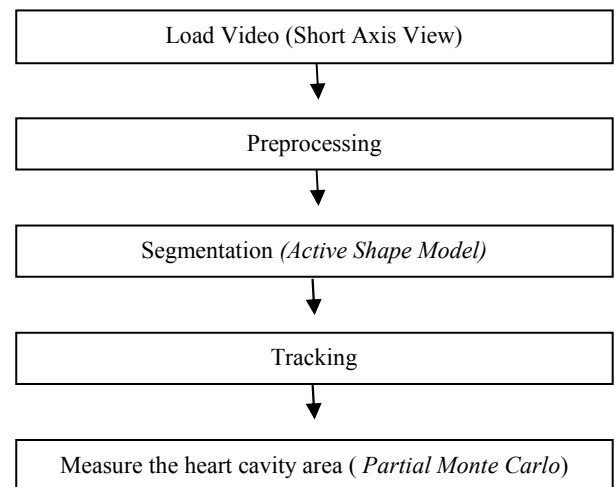 Load Video (Short Axis View)
Preprocessing
Segmentation (Active Shape Model)
Tracking
Measure the heart cavity area ( Partial Monte Carlo)